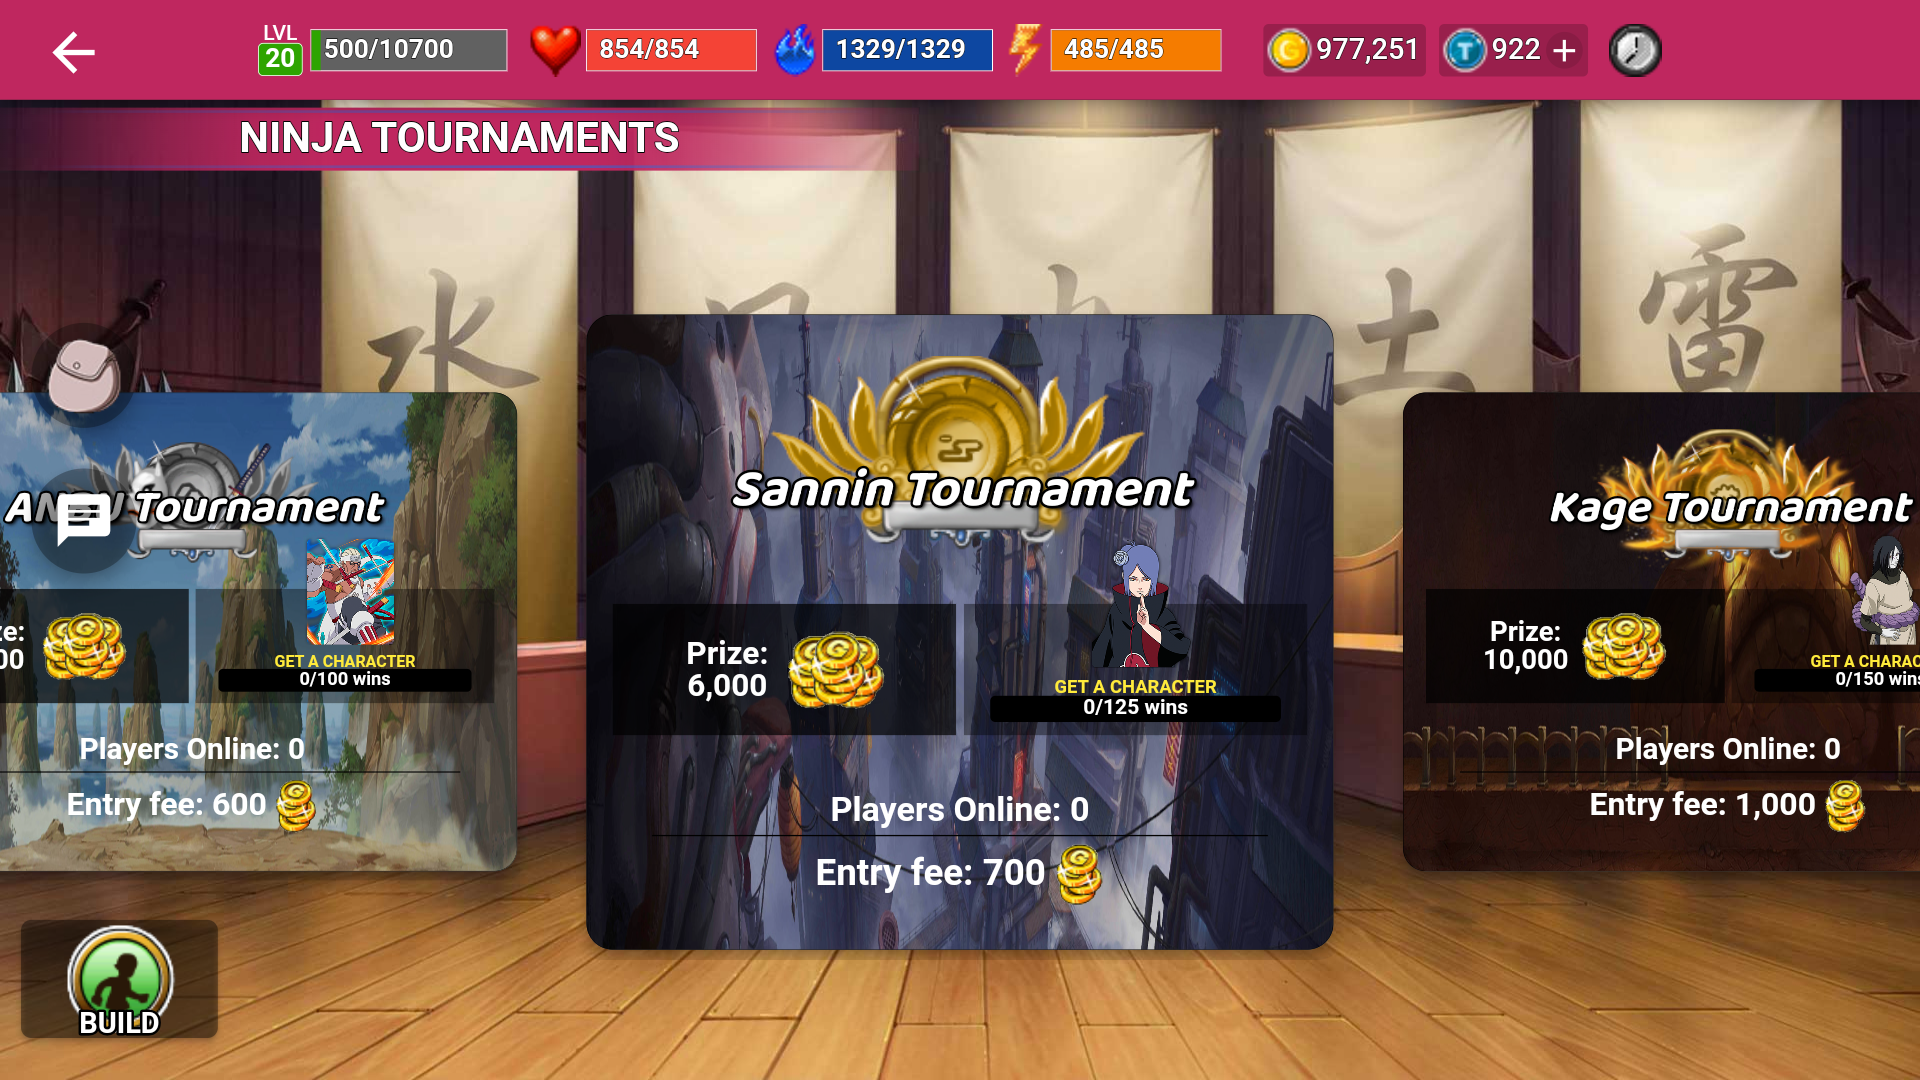 LVL
20
500/10700
854/854
1329/1329
485/485
977,251
922 +
NINJA TOURNAMENTS
水
土
雷
Tournament
GET A CHARACTER
0/100 wins
Players Online: 0
Entry fee: 600
Sannin Tournament
Prize:
6,000
GET A CHARACTER
0/125 wins
Players Online: 0
Entry fee: 700
Kage Tournament
Prize:
10,000
GET A CHARAC
0/150 wins
Players Online: 0
Entry fee: 1,000
BUILD